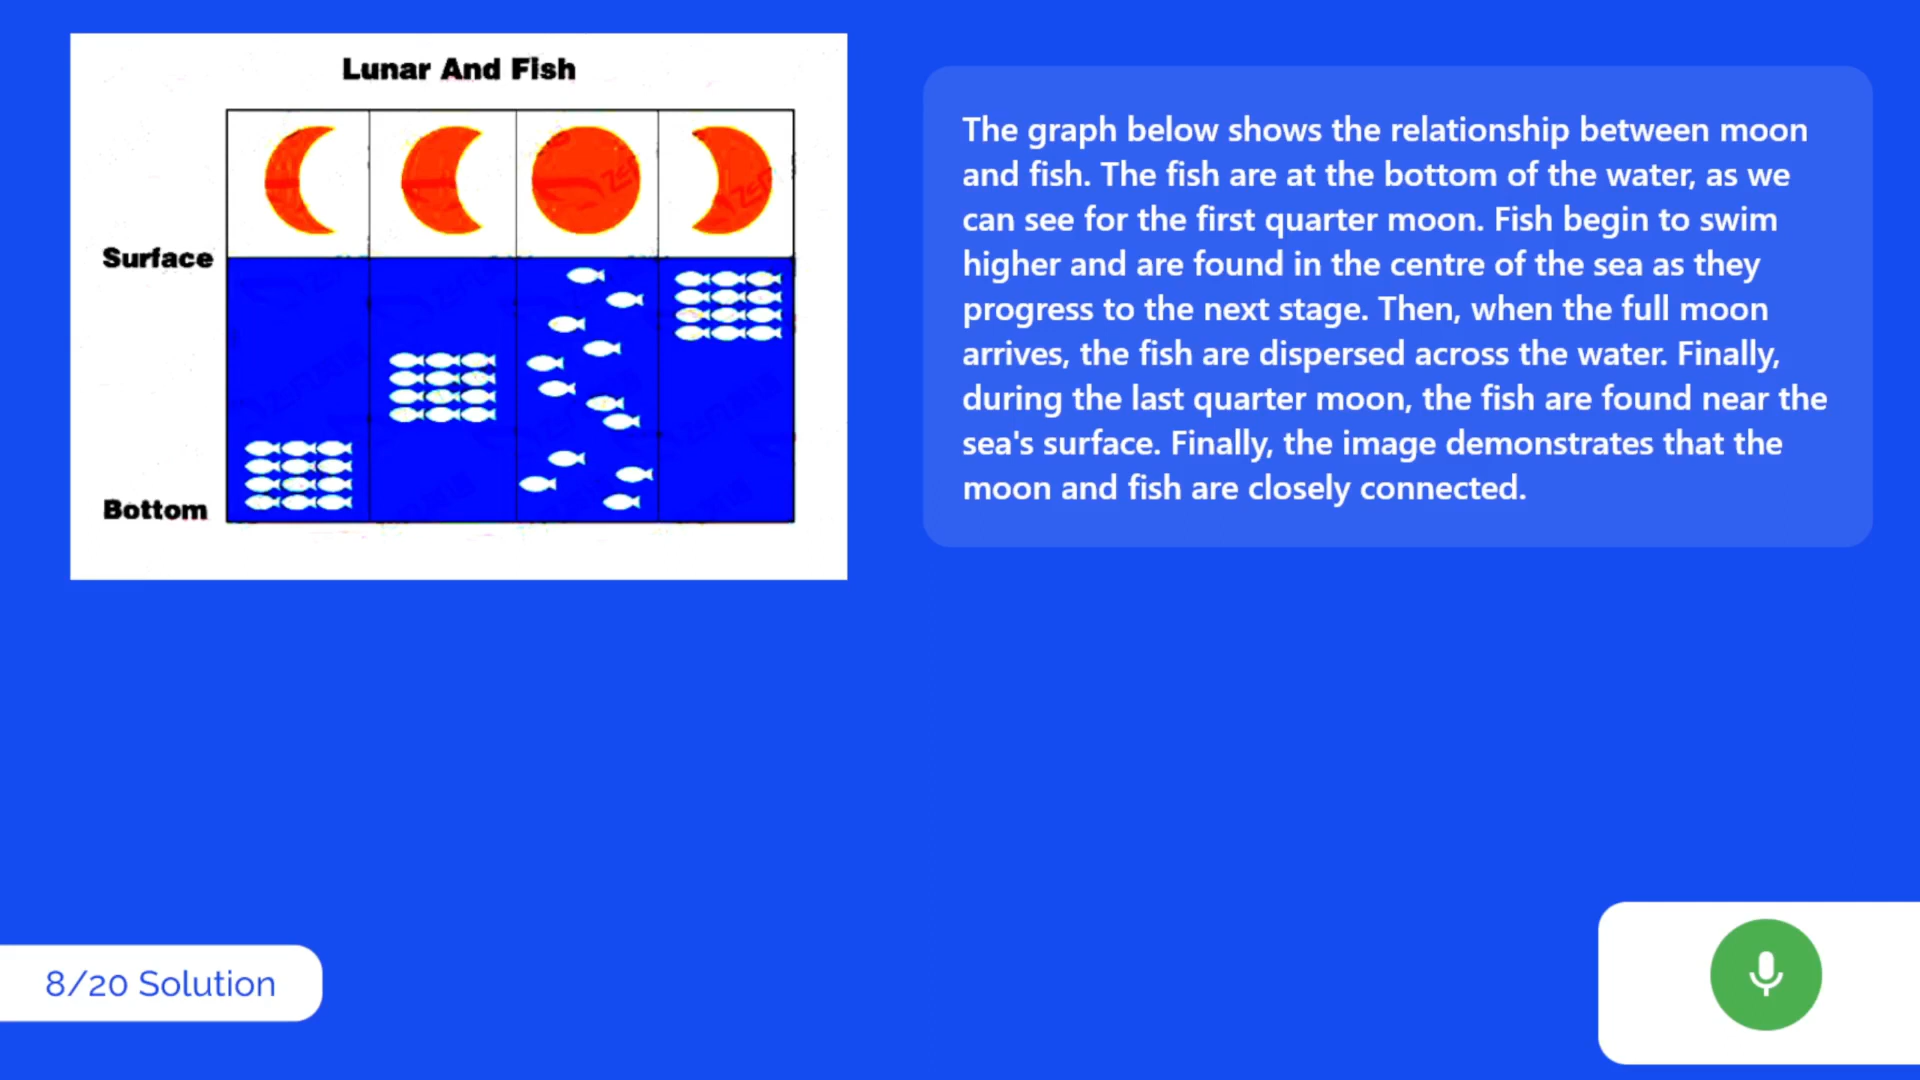 Lunar And Fish
Surface
Bottom
The graph below shows the relationship between moon
and fish. The fish are at the bottom of the water, as we
can see for the first quarter moon. Fish begin to swim
higher and are found in the centre of the sea as they
progress to the next stage. Then, when the full moon
arrives, the fish are dispersed across the water. Finally,
during the last quarter moon, the fish are found near the
sea's surface. Finally, the image demonstrates that the
moon and fish are closely connected.
8/20 Solution